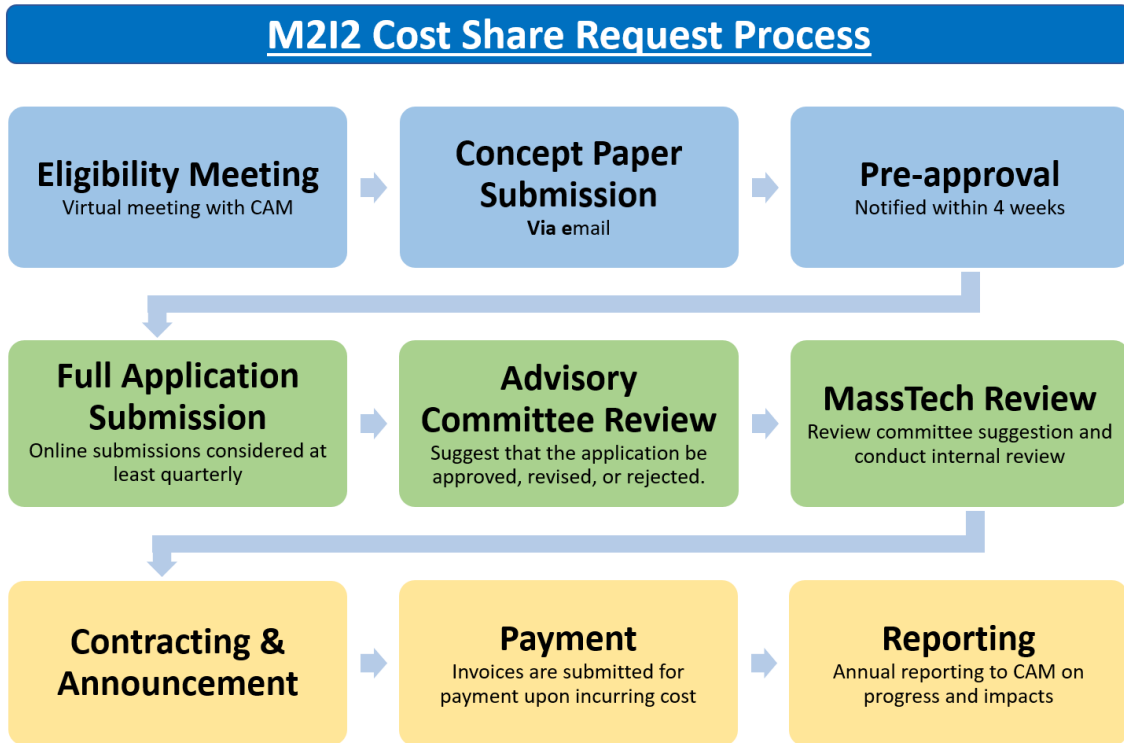 M2I2 Cost Share Request Process
Eligibility Meeting
Virtual meeting with CAM
Concept Paper
Submission
Via email
Pre-approval
Notified within 4 weeks
Full Application
Submission
Online submissions considered at
least quarterly
Advisory
Committee Review
Suggest that the application be
approved, revised, or rejected.
MassTech Review
Review committee suggestion and
conduct internal review
Contracting &
Announcement
Payment
Invoices are submitted for
payment upon incurring cost
Reporting
Annual reporting to CAM on
progress and impacts